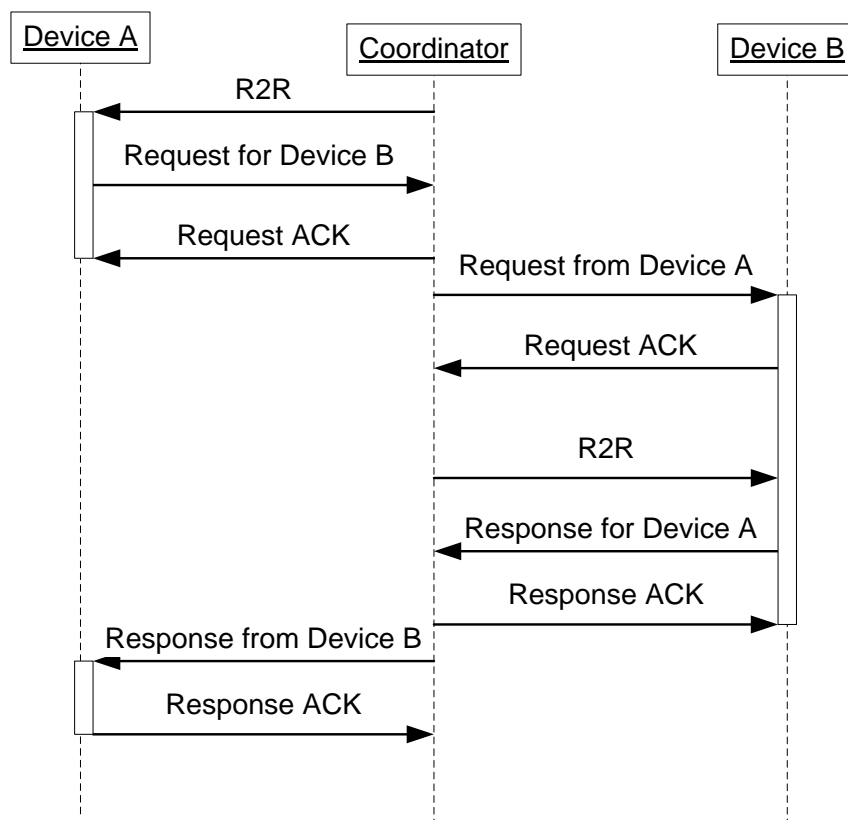 Device A
Coordinator
Device B
R2R
Request for Device B
Request ACK
Request from Device A
Request ACK
R2R
Response for Device A
Response ACK
Response from Device B
Response ACK